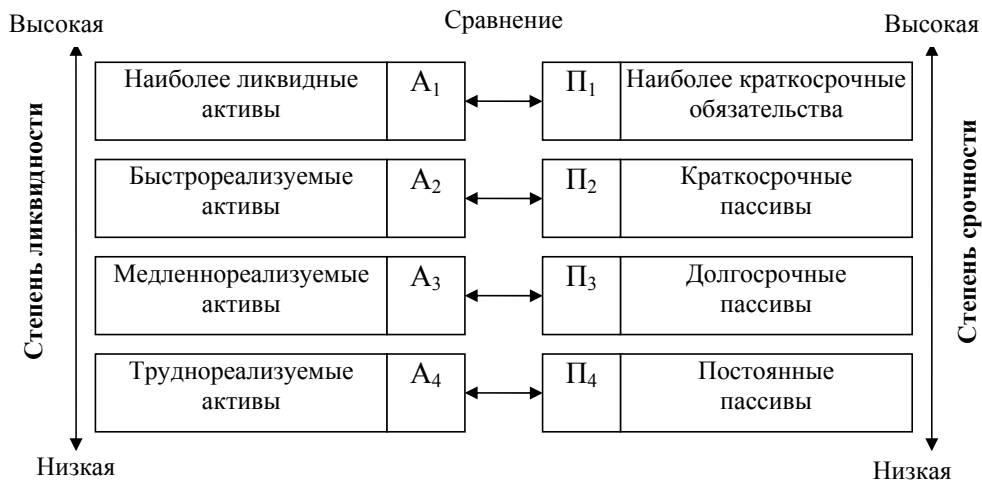 Высокая
Сравнение
Высокая
Степень ликвидности
Наиболее ликвидные
активы
А1
П1
Наиболее краткосрочные
обязательства
Быстрореализуемые
активы
А2
П2
Краткосрочные
пассивы
Медленнореализуемые
активы
А3
П3
Долгосрочные
пассивы
Труднореализуемые
активы
А4
П4
Постоянные
пассивы
Степень срочности
Низкая
Низкая